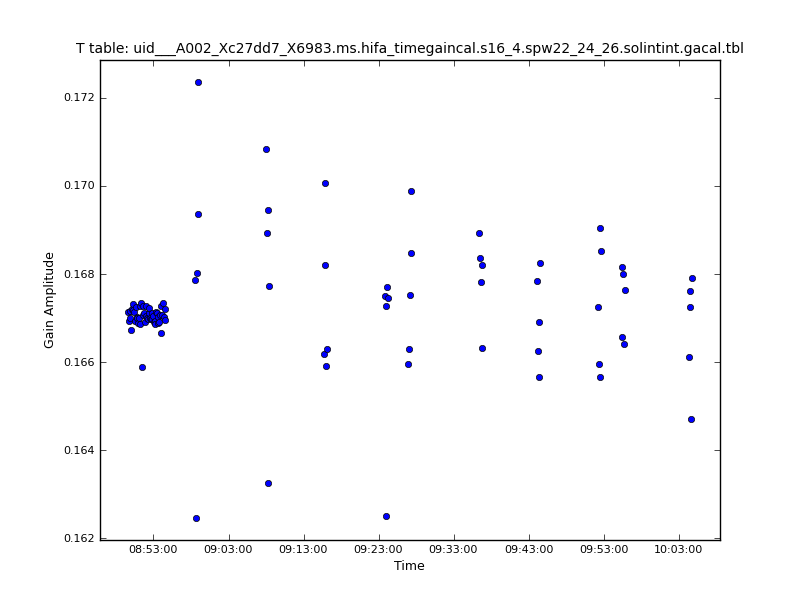 T table: uid___A002_Xc27dd7_X6983.ms.hifa_timegaincal.s16_4.spw22_24_26.solintint.gacal.tbl
0.172
0.170
0.168
0.166
0.164
0.162
Gain Amplitude
08:53:00 09:03:00 09:13:00 09:23:00 09:33:00 09:43:00 09:53:00 10:03:00
Time